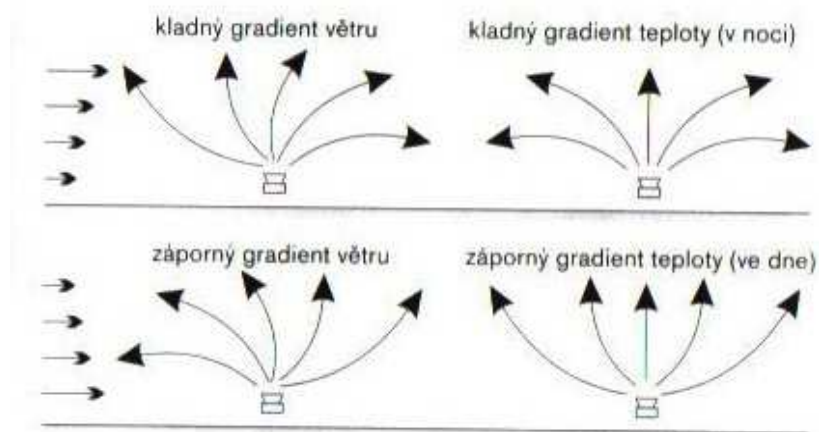 kladný gradient větru
kladný gradient teploty (v noci)
záporný gradient větru
záporný gradient teploty (ve dne)